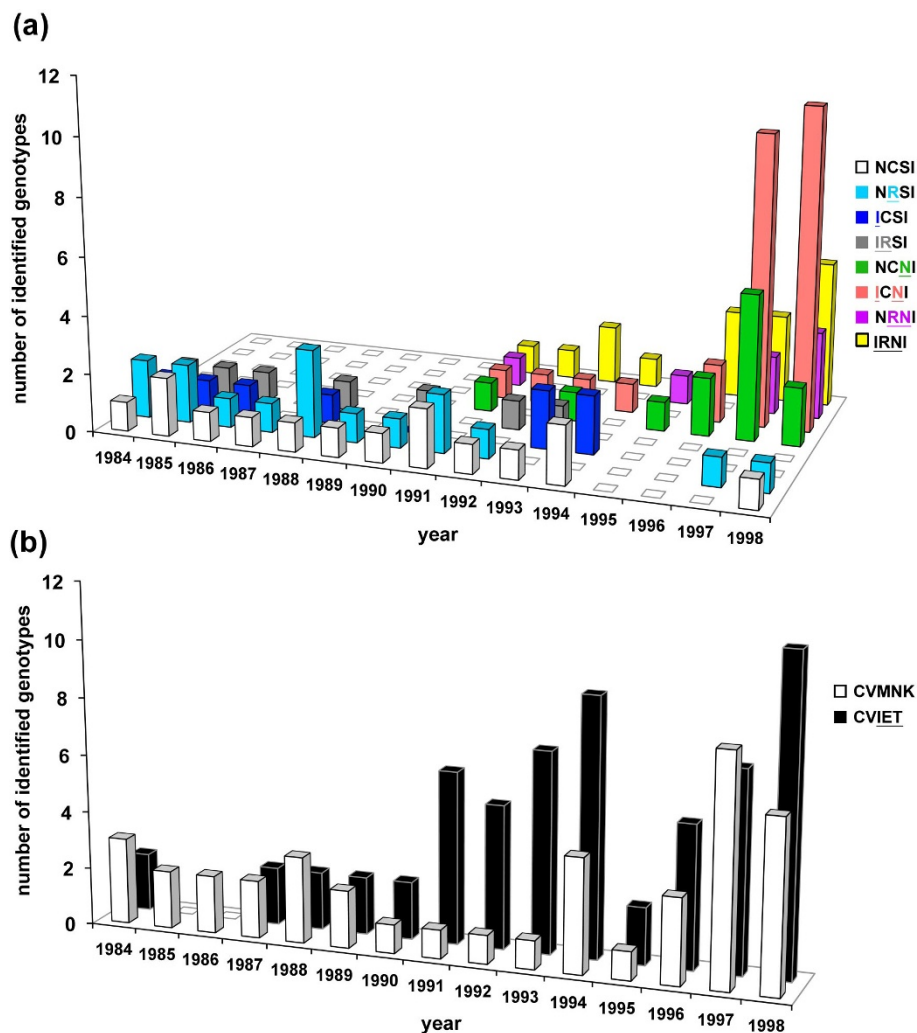 (a)
number of identified genotypes
12
10
8
6
4
2
0
1984
1985
1986
1987
1988
1989
1990
1991
1992
1993
1994
1995
1996
1997
1998
year
NCSI
NRSI
ICSI
IRSI
NCNI
ICNI
NRNI
IRNI
(b)
number of identified genotypes
12
10
8
6
4
2
0
1984
1985
1986
1987
1988
1989
1990
1991
1992
1993
1994
1995
1996
1997
1998
year
CVMNK
CVIET